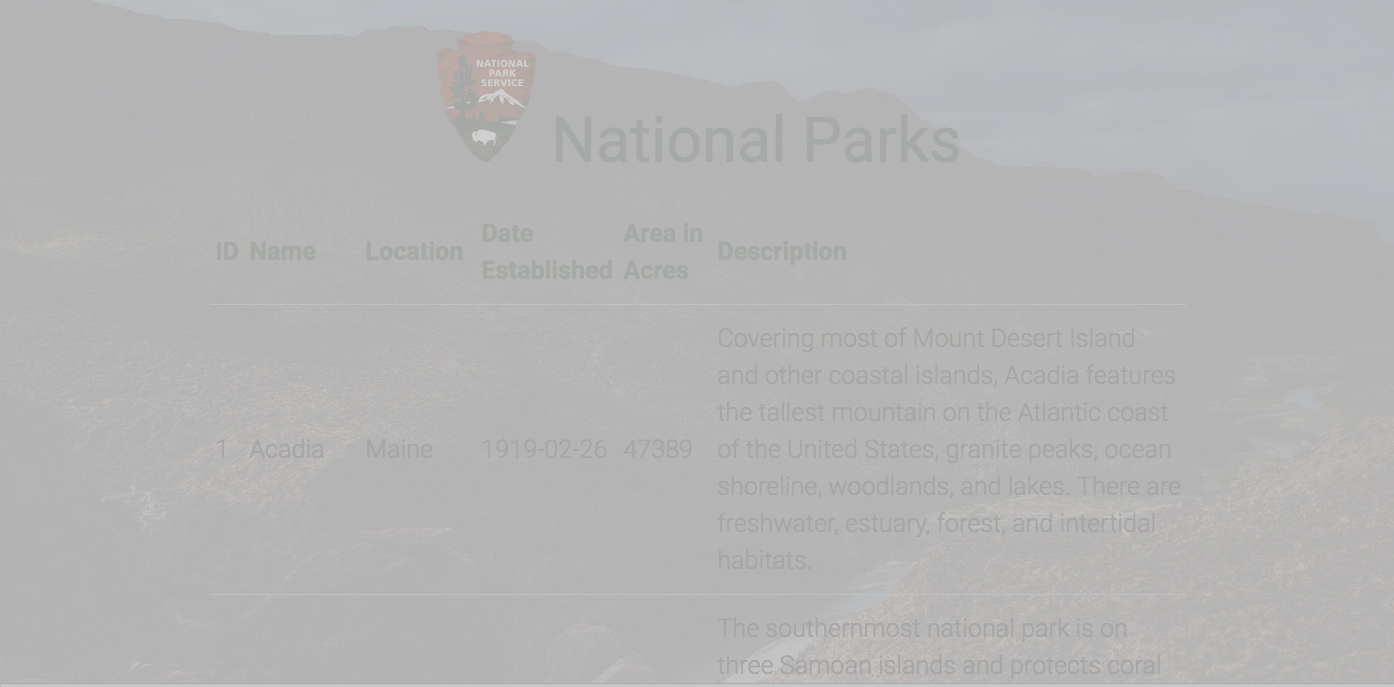 NATIONAL
PARK
SERVICE
National Parks
ID Name Location Date Established Area in Acres Description
1 Acadia Maine 1919-02-26 47389
Covering most of Mount Desert Island
and other coastal islands, Acadia features
the tallest mountain on the Atlantic coast
of the United States, granite peaks, ocean
shoreline, woodlands, and lakes. There are
freshwater, estuary, forest, and intertidal
habitats.
The southernmost national park is on
three Samoan islands and protects coral